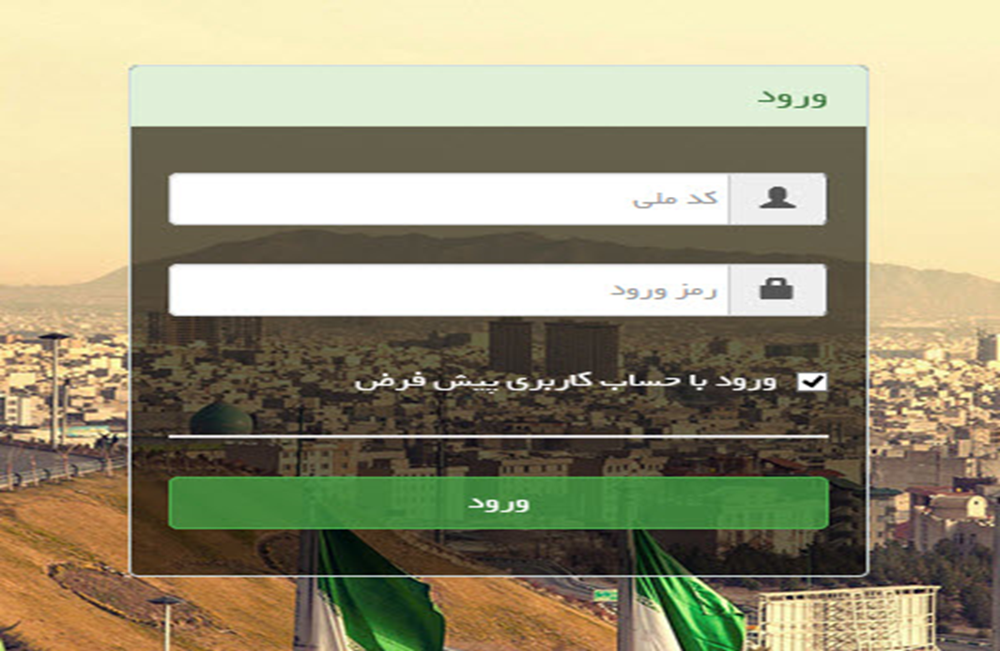 ورود
کد ملی
رمز ورود
ورود با حساب کاربری پیش فرض
ورود